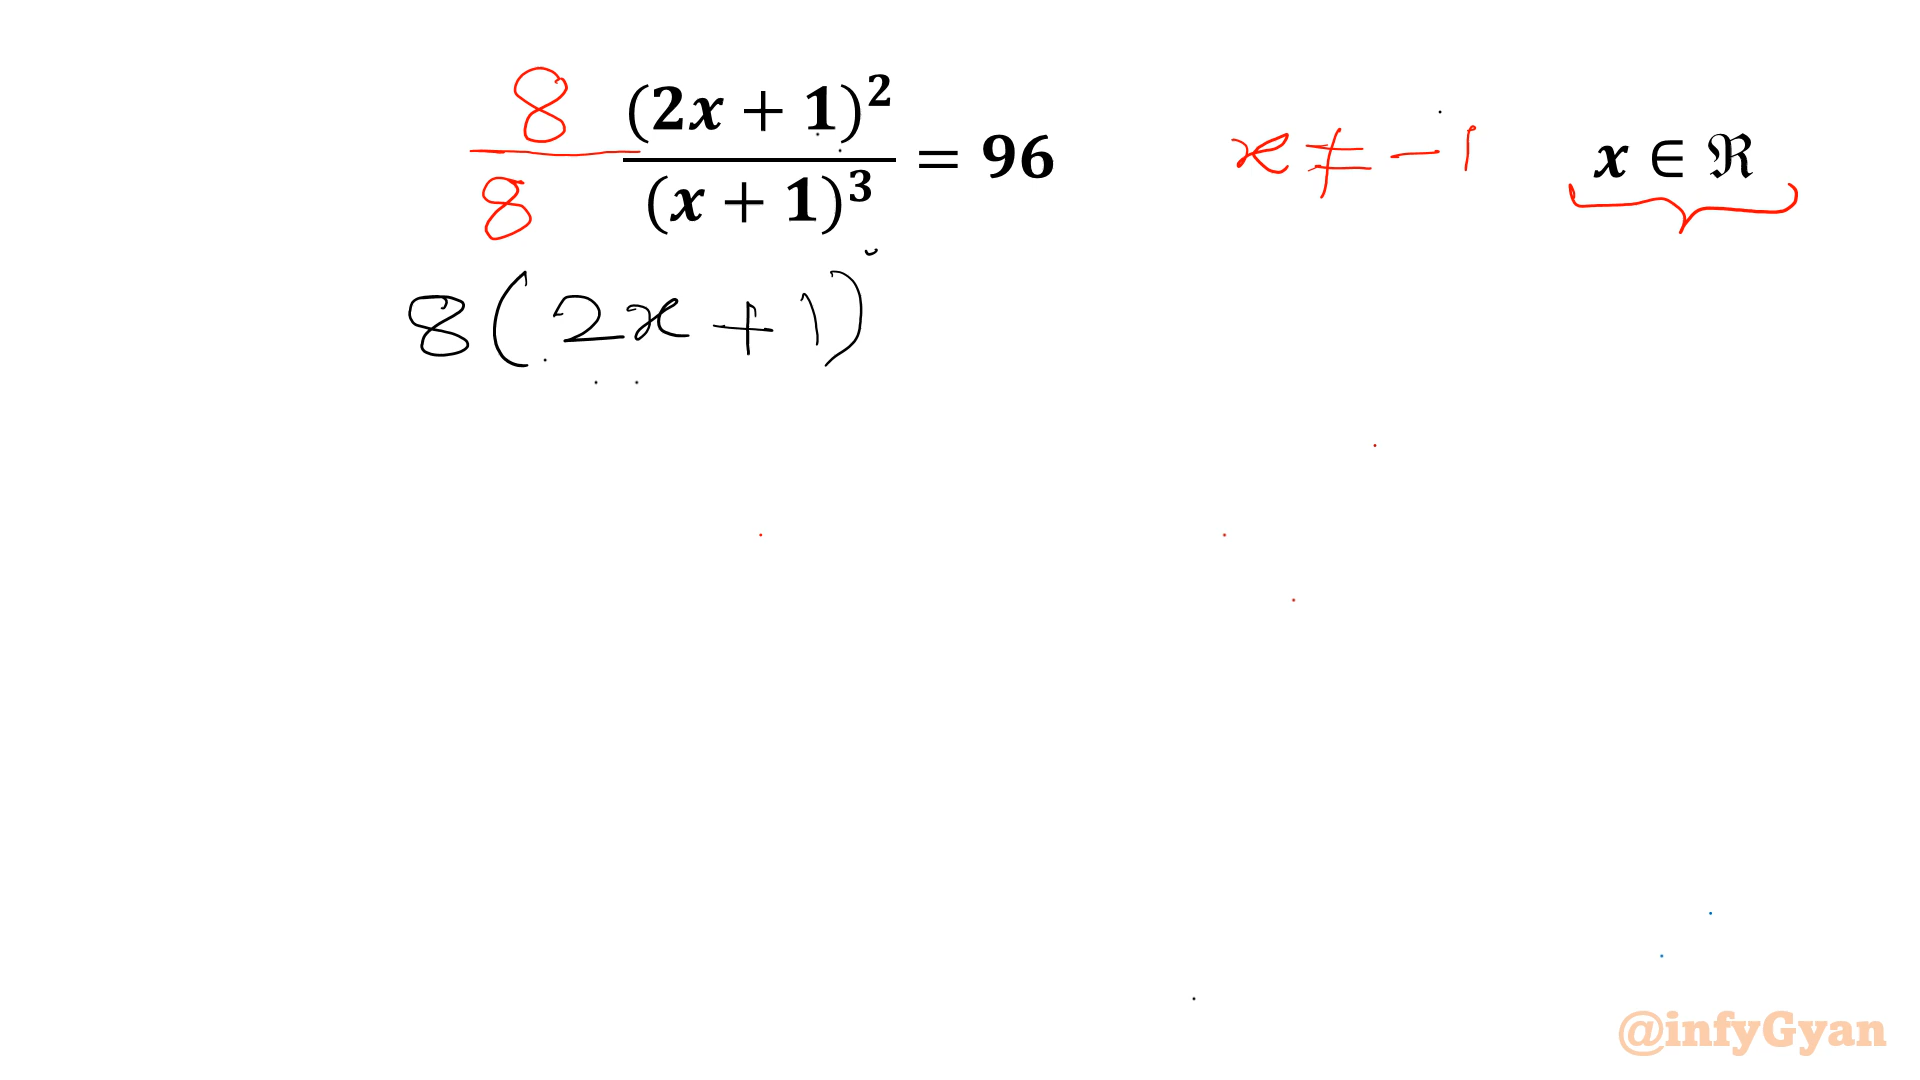 8/8 (2x + 1)²/(x + 1)³ = 96 x ≠ -1 x ∈ ℜ
8(2x + 1)
@infyGyan